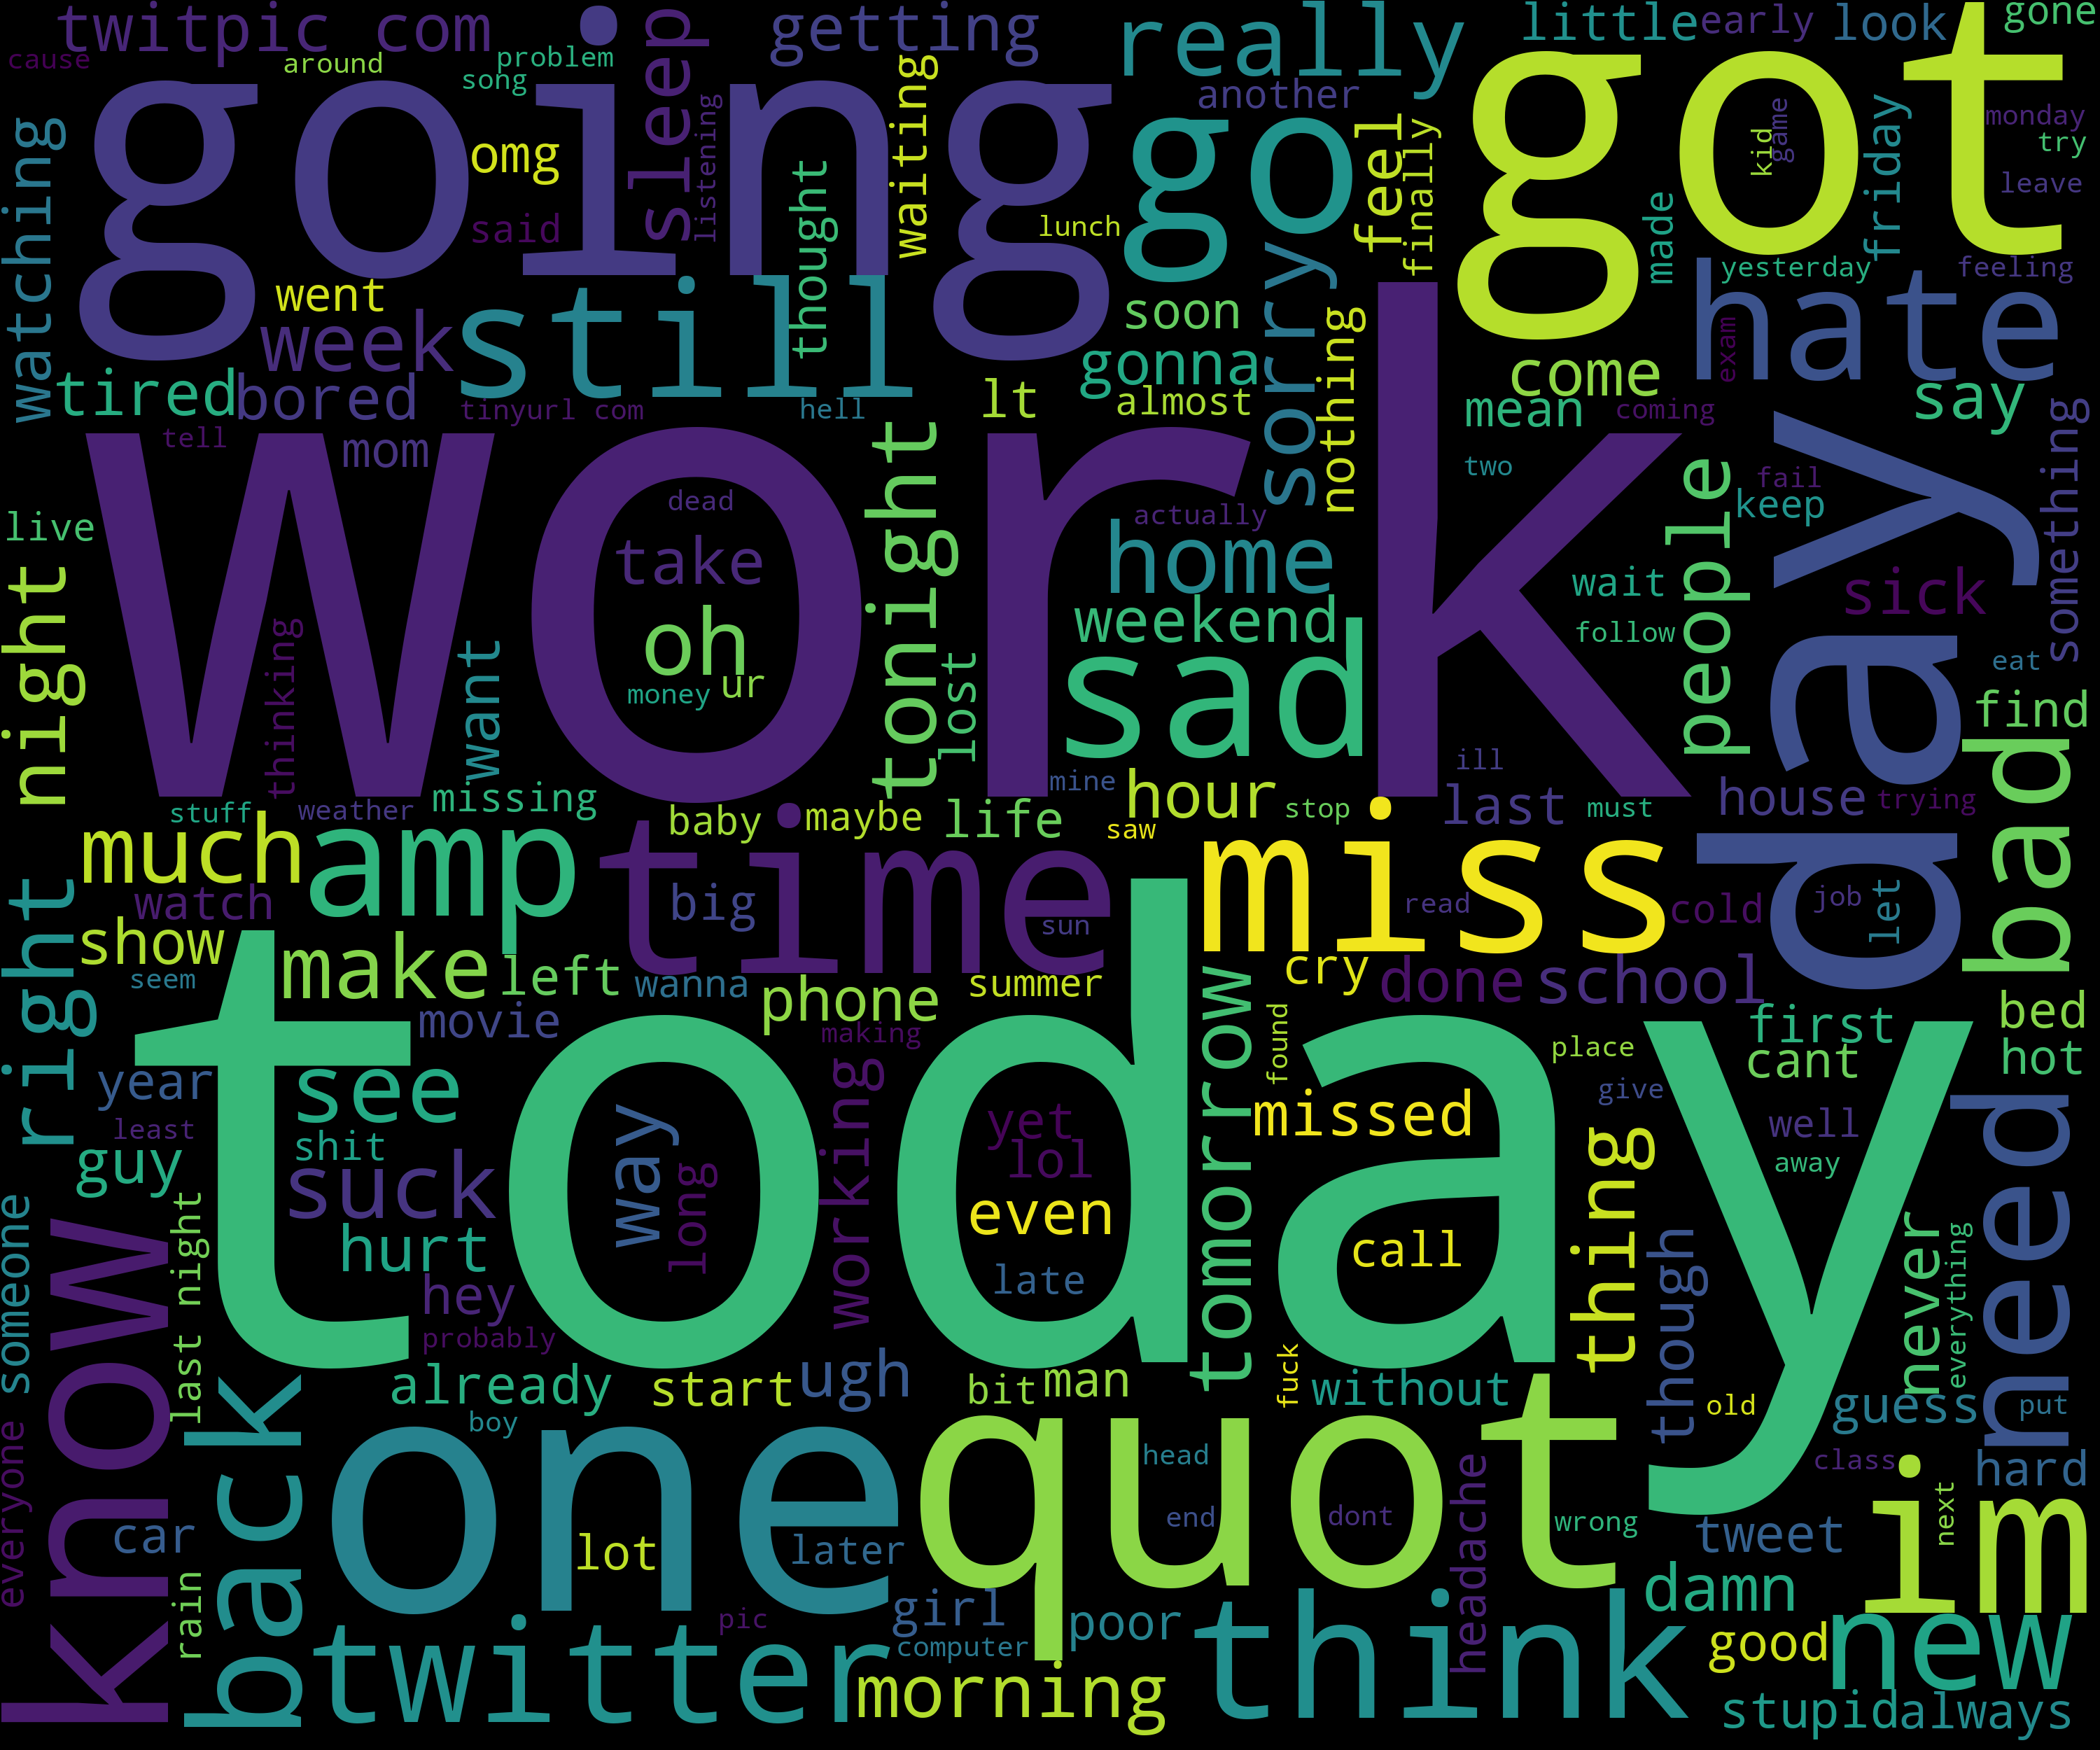 twitpic com
getting
really
little
early
look
gone
cause
around
problem
song
going
sleep
listening
waiting
another
go
feel
finally
got
kid
game
friday
monday
try
leave
watching
omg
said
thought
lunch
made
yesterday
feeling
went
week
still
soon
sorry
nothing
hate
exam
tired
bored
gonna
come
say
tinyurl com
hell
lt
almost
mean
coming
something
tell
mom
work
two
people
fail
keep
day
live
dead
take
tonight
actually
home
wait
sick
night
thinking
want
oh
money
ur
lost
weekend
sad
follow
eat
find
bad
stuff
weather
missing
baby
maybe
life
mine
hour
saw
stop
ill
last
must
house
trying
much
amp
time
miss
right
watch
big
sun
read
cold
job
let
show
make
left
wanna
phone
summer
tomorrow
cry
done
school
seem
movie
making
found
first
bed
year
see
today
working
place
cant
hot
least
guy
shit
suck
way
long
yet
lol
missed
thing
give
well
away
need
someone
know
last night
hurt
even
call
though
never
everything
hey
late
probably
already
start
ugh
bit
man
fuck
without
old
guess
put
everyone
back
boy
one
quot
head
headache
class
hard
car
lot
later
end
dont
wrong
tweet
im
next
rain
twitter
pic
girl
computer
poor
think
damn
good
new
morning
stupid
always